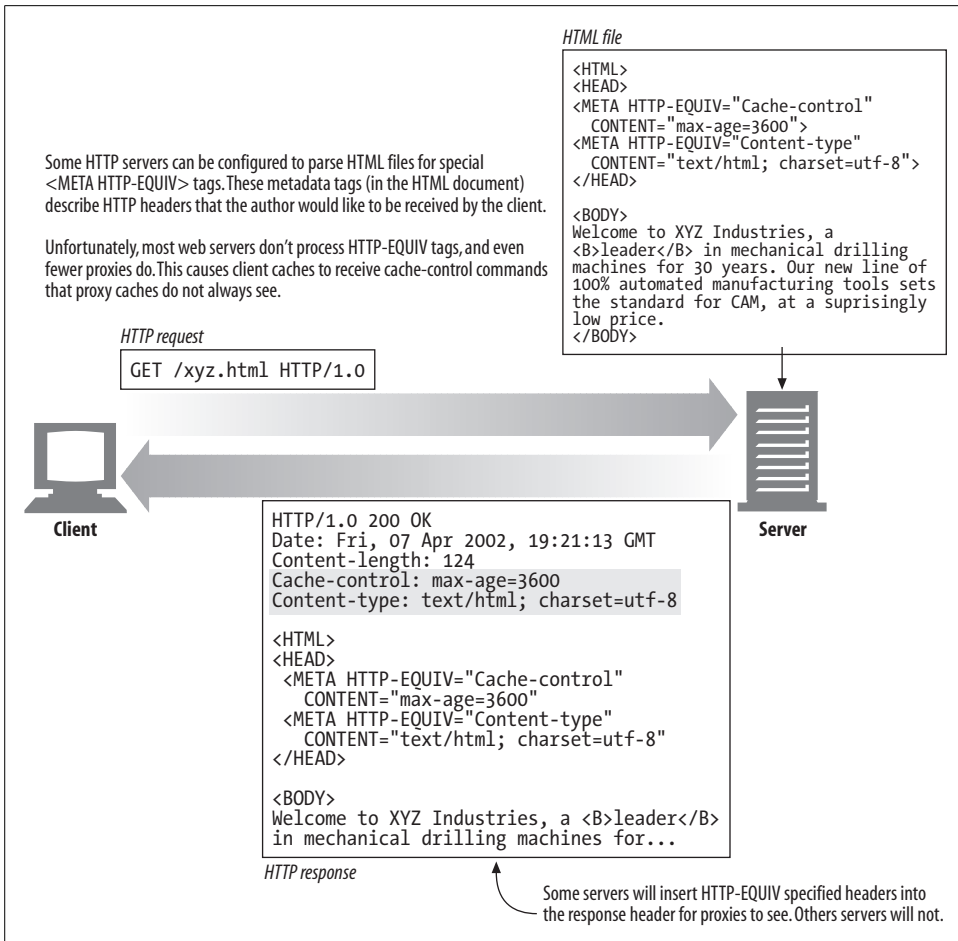 HTML file
<HTML>
<HEAD>
<META HTTP-EQUIV="Cache-control"
CONTENT="max-age=3600">
<META HTTP-EQUIV="Content-type"
CONTENT="text/html; charset=utf-8">
</HEAD>
<BODY>
Welcome to XYZ Industries, a
<B>leader</B> in mechanical drilling
machines for 30 years. Our new line of
100% automated manufacturing tools sets
the standard for CAM, at a suprisingly
low price.
</BODY>
Some HTTP servers can be configured to parse HTML files for special
<META HTTP-EQUIV> tags. These metadata tags (in the HTML document)
describe HTTP headers that the author would like to be received by the client.
Unfortunately, most web servers don't process HTTP-EQUIV tags, and even
fewer proxies do. This causes client caches to receive cache-control commands
that proxy caches do not always see.
HTTP request
GET /xyz.html HTTP/1.0
Client
Server
HTTP/1.0 200 OK
Date: Fri, 07 Apr 2002, 19:21:13 GMT
Content-length: 124
Cache-control: max-age=3600
Content-type: text/html; charset=utf-8
<HTML>
<HEAD>
<META HTTP-EQUIV="Cache-control"
CONTENT="max-age=3600"
<META HTTP-EQUIV="Content-type"
CONTENT="text/html; charset=utf-8"
</HEAD>
<BODY>
Welcome to XYZ Industries, a <B>leader</B>
in mechanical drilling machines for...
HTTP response
Some servers will insert HTTP-EQUIV specified headers into
the response header for proxies to see. Others servers will not.